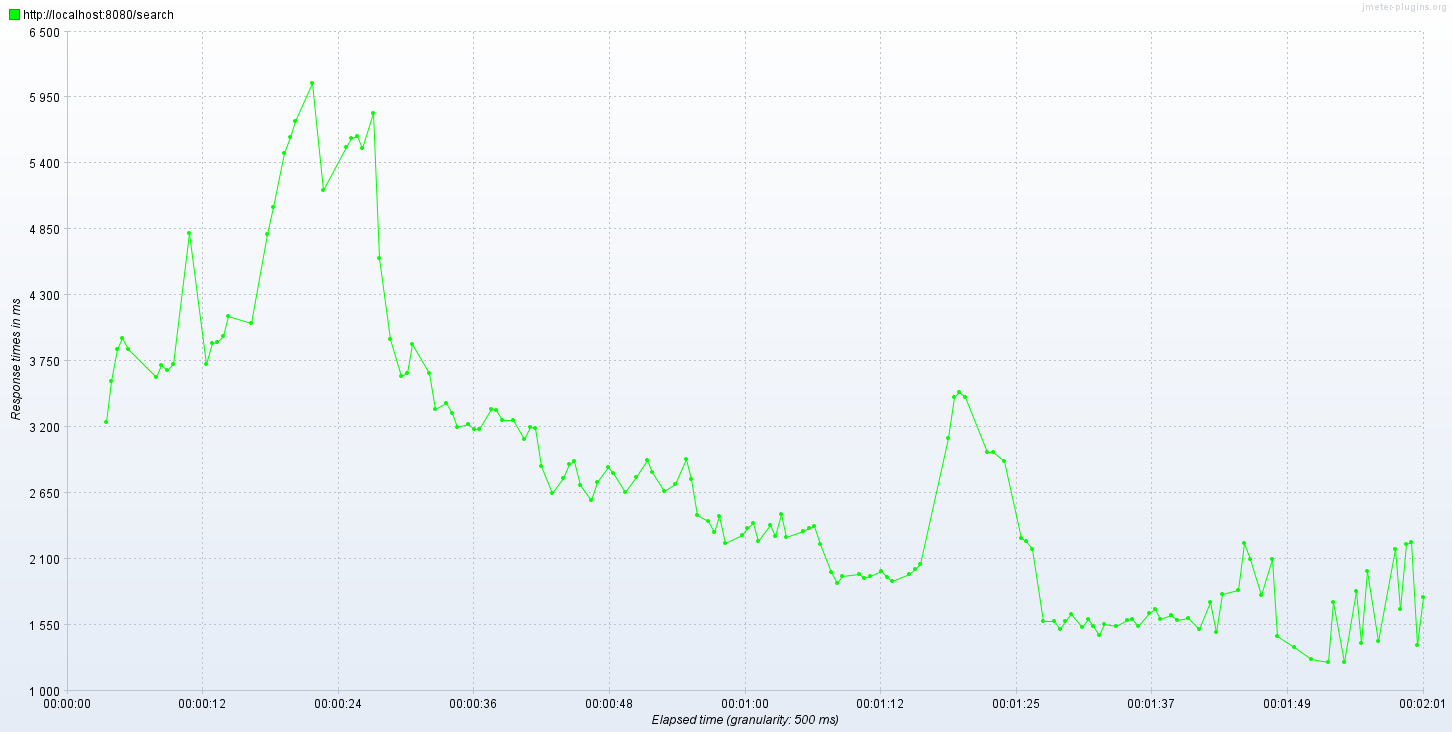 http://localhost:8080/search
jmeter-plugins.org
6 500
5 950
5 400
4 850
4 300
3 750
3 200
2 650
2 100
1 550
1 000
Response times in ms
00:00:00 00:00:12 00:00:24 00:00:36 00:00:48 00:01:00 00:01:12 00:01:25 00:01:37 00:01:49 00:02:01
Elapsed time (granularity: 500 ms)